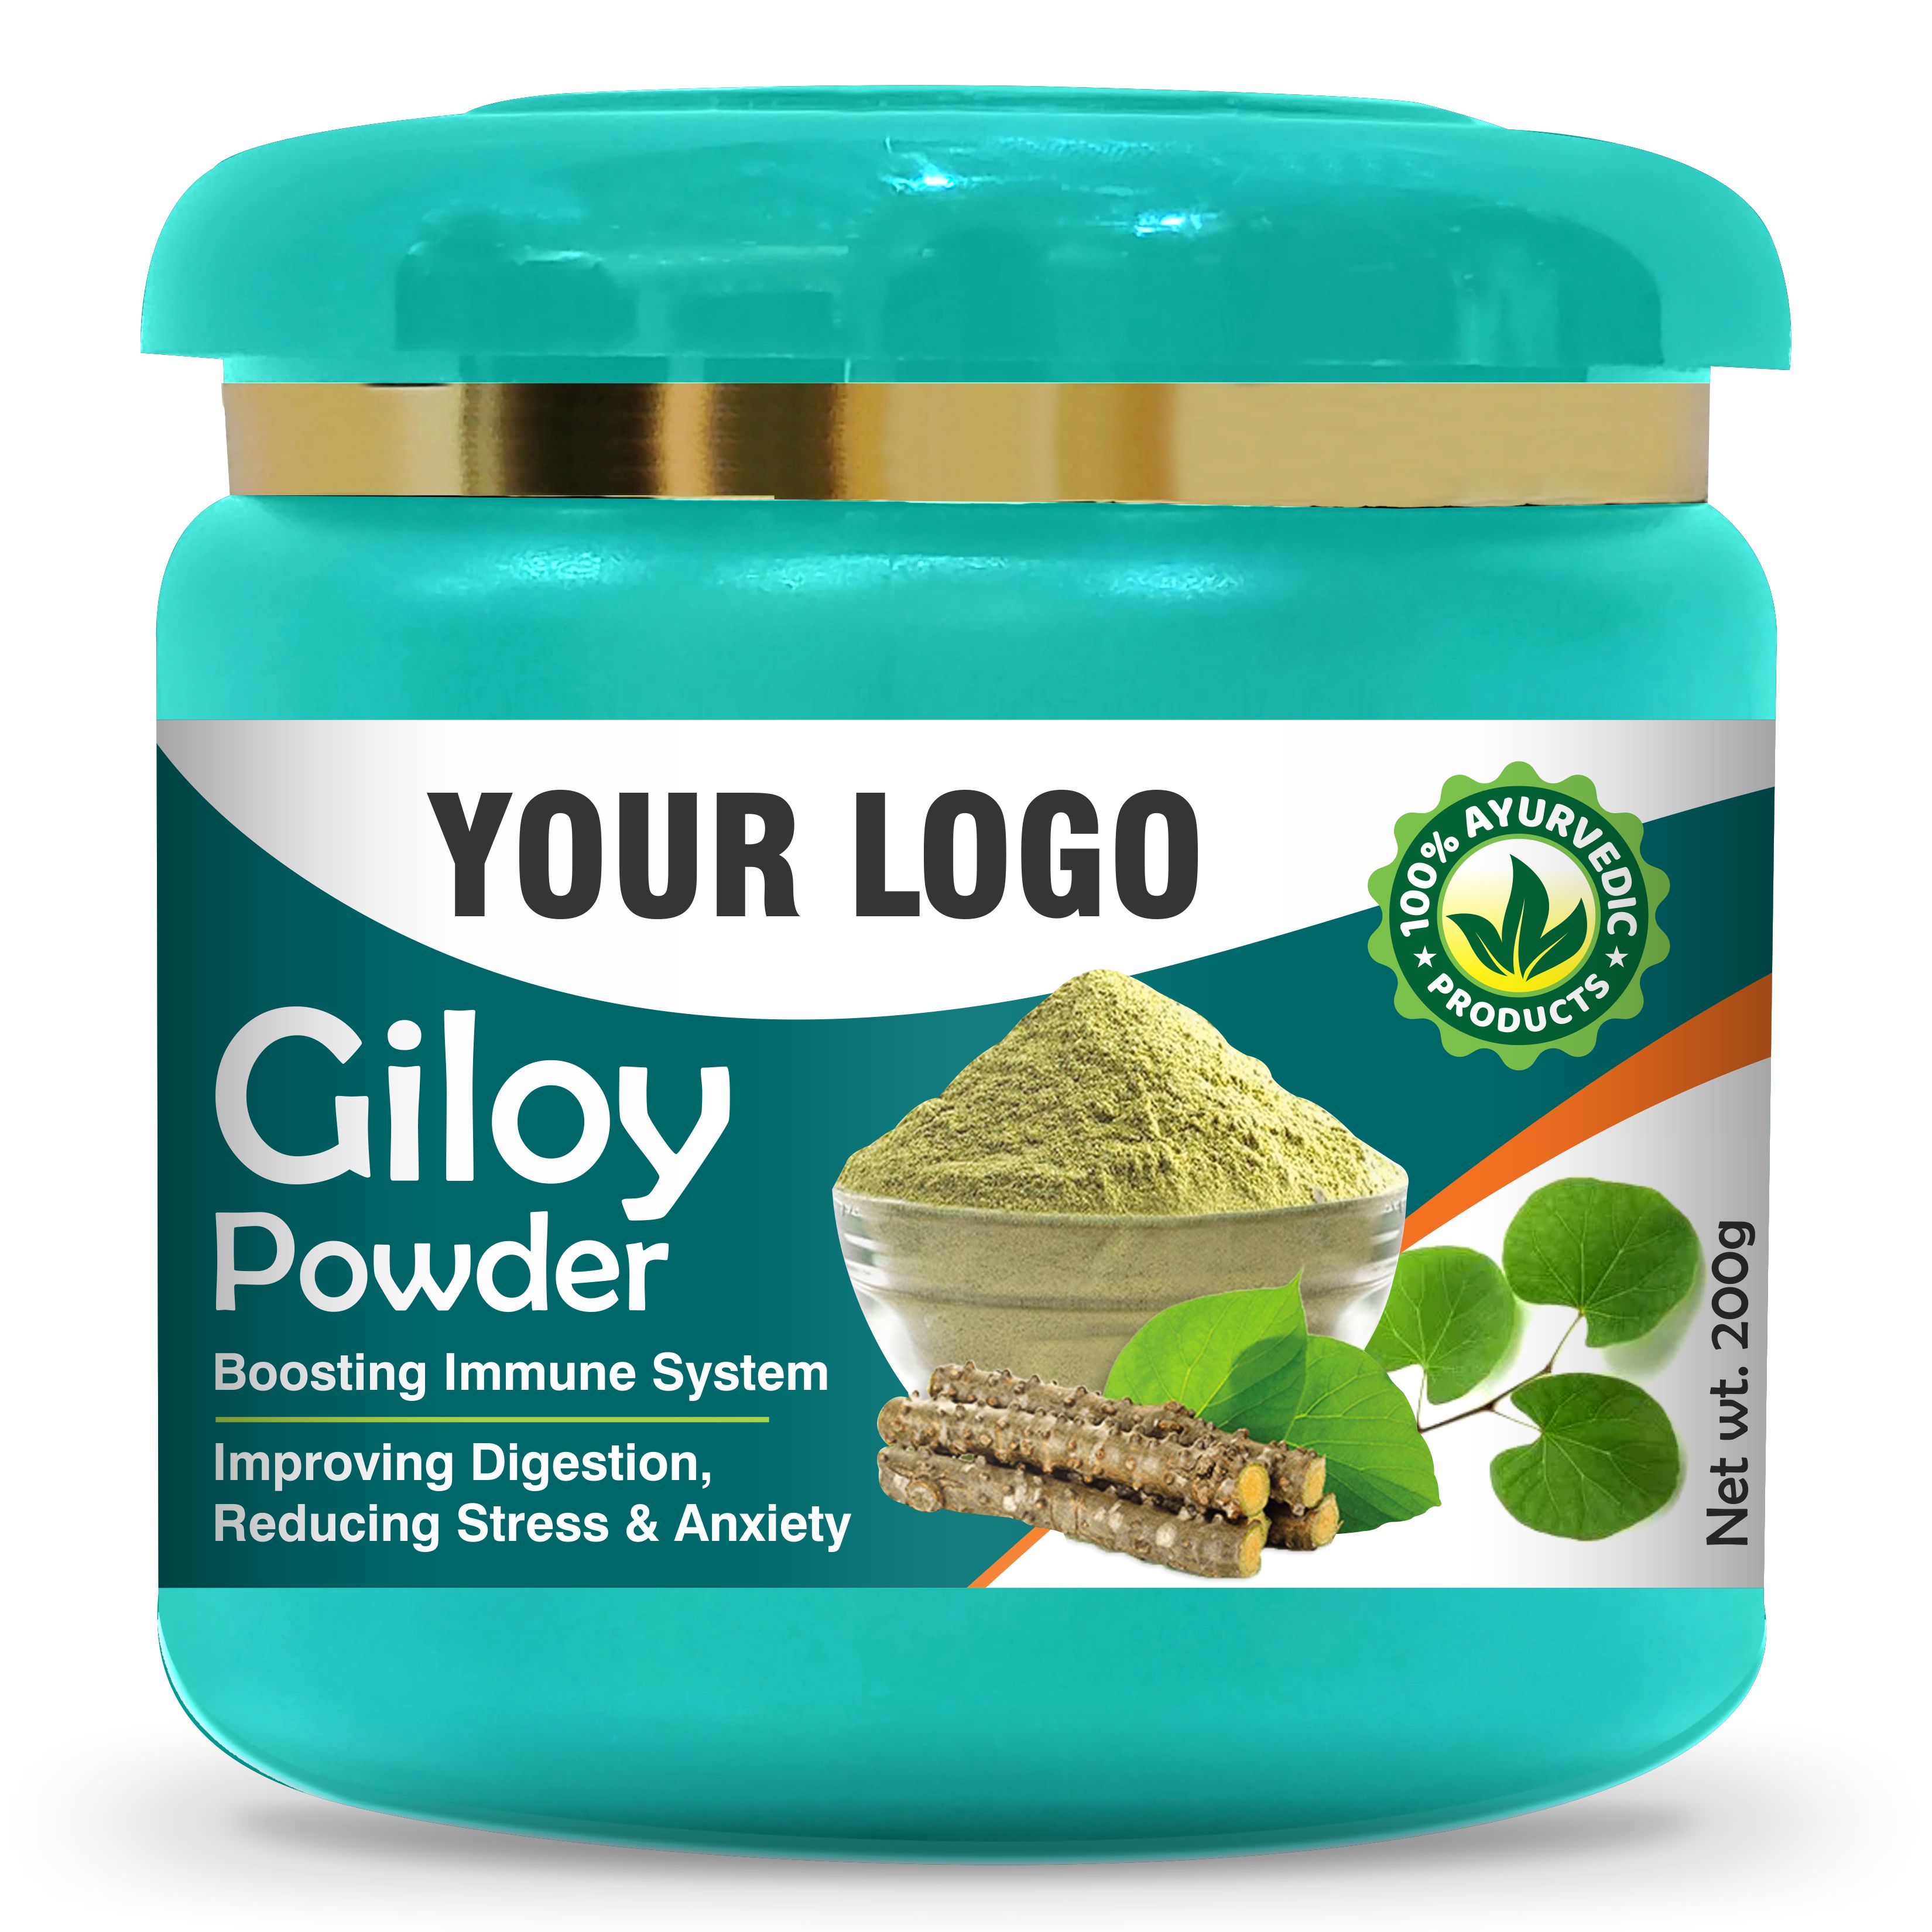 YOUR LOGO
100% AYURVEDIC
PRODUCTS
Giloy
Powder
Boosting Immune System
Improving Digestion,
Reducing Stress & Anxiety
Net wt. 200g